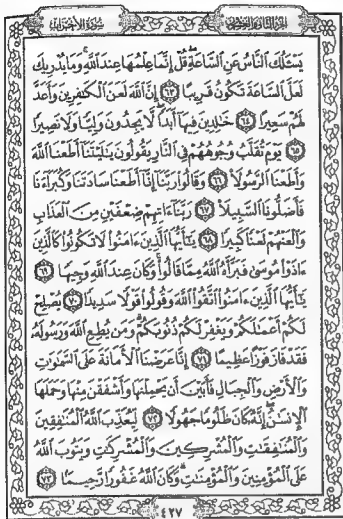 الجزء الثاني والعشرون سورة الأحزاب
يَسْـَٔلُكَ ٱلنَّاسُ عَنِ ٱلسَّاعَةِ قُلْ إِنَّمَا عِلْمُهَا عِندَ ٱللَّهِ وَمَا يُدْرِيكَ
لَعَلَّ ٱلسَّاعَةَ تَكُونُ قَرِيبًا ٦٣ إِنَّ ٱللَّهَ لَعَنَ ٱلْكَٰفِرِينَ وَأَعَدَّ
لَهُمْ سَعِيرًا ٦٤ خَٰلِدِينَ فِيهَآ أَبَدًا لَّا يَجِدُونَ وَلِيًّا وَلَا نَصِيرًا
٦٥ يَوْمَ تُقَلَّبُ وُجُوهُهُمْ فِى ٱلنَّارِ يَقُولُونَ يَٰلَيْتَنَآ أَطَعْنَا ٱللَّهَ
وَأَطَعْنَا ٱلرَّسُولَا۠ ٦٦ وَقَالُوا۟ رَبَّنَآ إِنَّآ أَطَعْنَا سَادَتَنَا وَكُبَرَآءَنَا
فَأَضَلُّونَا ٱلسَّبِيلَا۠ ٦٧ رَبَّنَآ ءَاتِهِمْ ضِعْفَيْنِ مِنَ ٱلْعَذَابِ
وَٱلْعَنْهُمْ لَعْنًا كَبِيرًا ٦٨ يَٰٓأَيُّهَا ٱلَّذِينَ ءَامَنُوا۟ لَا تَكُونُوا۟ كَٱلَّذِينَ
ءَاذَوْا۟ مُوسَىٰ فَبَرَّأَهُ ٱللَّهُ مِمَّا قَالُوا۟ وَكَانَ عِندَ ٱللَّهِ وَجِيهًا ٦٩
يَٰٓأَيُّهَا ٱلَّذِينَ ءَامَنُوا۟ ٱتَّقُوا۟ ٱللَّهَ وَقُولُوا۟ قَوْلًا سَدِيدًا ٧٠ يُصْلِحْ
لَكُمْ أَعْمَٰلَكُمْ وَيَغْفِرْ لَكُمْ ذُنُوبَكُمْ وَمَن يُطِعِ ٱللَّهَ وَرَسُولَهُۥ
فَقَدْ فَازَ فَوْزًا عَظِيمًا ٧١ إِنَّا عَرَضْنَا ٱلْأَمَانَةَ عَلَى ٱلسَّمَٰوَٰتِ
وَٱلْأَرْضِ وَٱلْجِبَالِ فَأَبَيْنَ أَن يَحْمِلْنَهَا وَأَشْفَقْنَ مِنْهَا وَحَمَلَهَا
ٱلْإِنسَٰنُ إِنَّهُۥ كَانَ ظَلُومًا جَهُولًا ٧٢ لِّيُعَذِّبَ ٱللَّهُ ٱلْمُنَٰفِقِينَ
وَٱلْمُنَٰفِقَٰتِ وَٱلْمُشْرِكِينَ وَٱلْمُشْرِكَٰتِ وَيَتُوبَ ٱللَّهُ
عَلَى ٱلْمُؤْمِنِينَ وَٱلْمُؤْمِنَٰتِ وَكَانَ ٱللَّهُ غَفُورًا رَّحِيمًا ٧٣
٤٢٧